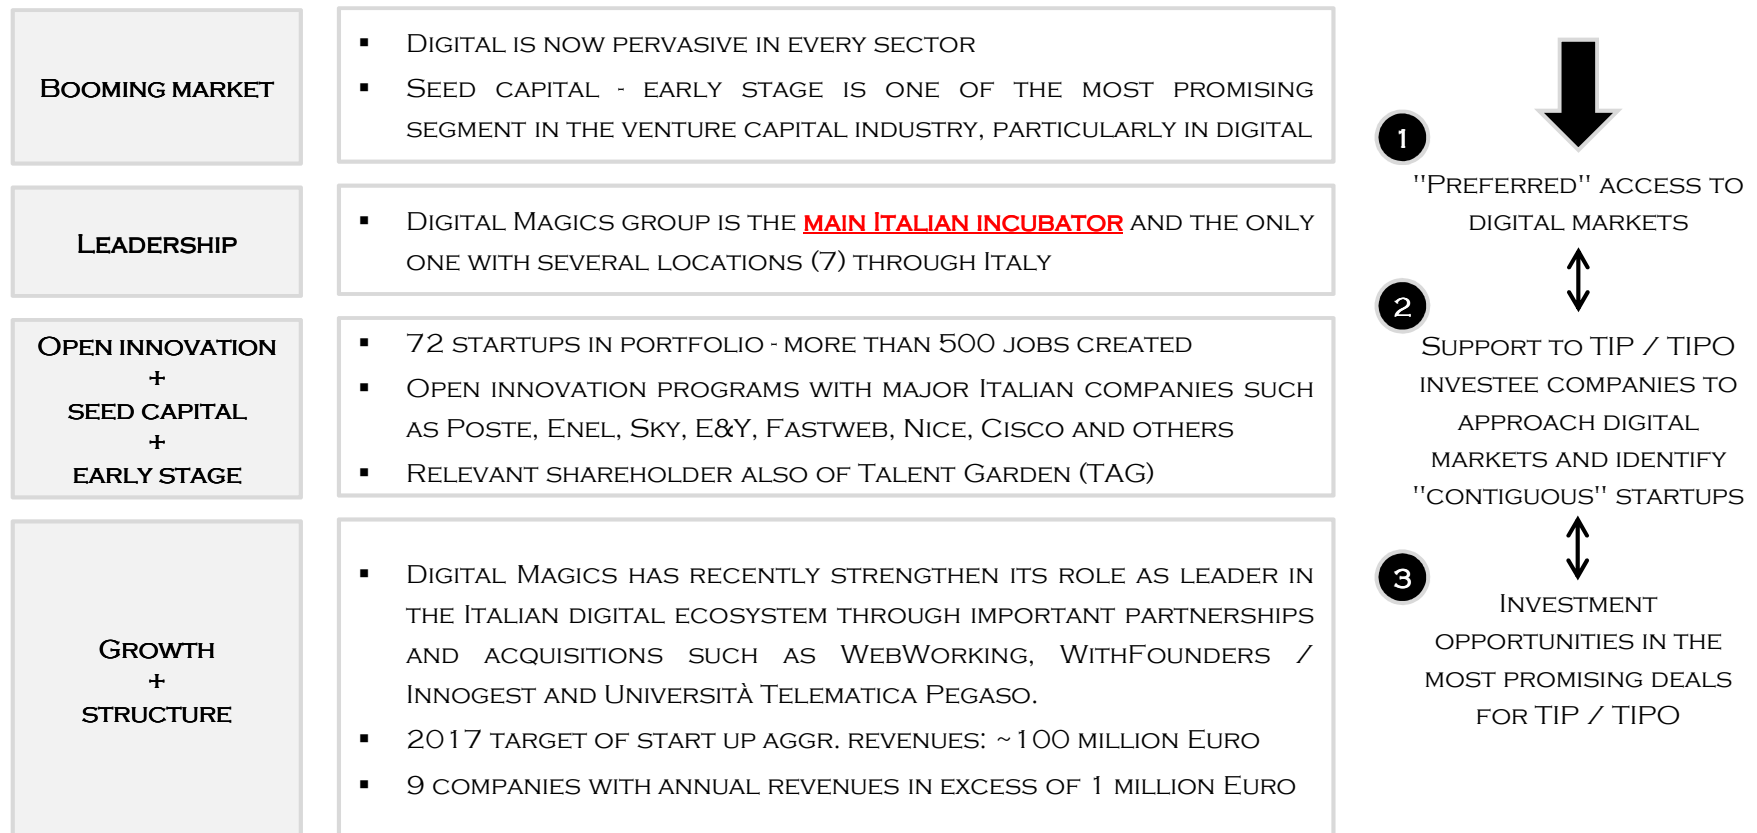 BOOMING MARKET
▪ DIGITAL IS NOW PERVASIVE IN EVERY SECTOR
▪ SEED CAPITAL - EARLY STAGE IS ONE OF THE MOST PROMISING
SEGMENT IN THE VENTURE CAPITAL INDUSTRY, PARTICULARLY IN DIGITAL
LEADERSHIP
▪ DIGITAL MAGICS GROUP IS THE MAIN ITALIAN INCUBATOR AND THE ONLY
ONE WITH SEVERAL LOCATIONS (7) THROUGH ITALY
OPEN INNOVATION
+
SEED CAPITAL
+
EARLY STAGE
▪ 72 STARTUPS IN PORTFOLIO - MORE THAN 500 JOBS CREATED
▪ OPEN INNOVATION PROGRAMS WITH MAJOR ITALIAN COMPANIES SUCH
AS POSTE, ENEL, SKY, E&Y, FASTWEB, NICE, CISCO AND OTHERS
▪ RELEVANT SHAREHOLDER ALSO OF TALENT GARDEN (TAG)
GROWTH
+
STRUCTURE
▪ DIGITAL MAGICS HAS RECENTLY STRENGTHEN ITS ROLE AS LEADER IN
THE ITALIAN DIGITAL ECOSYSTEM THROUGH IMPORTANT PARTNERSHIPS
AND ACQUISITIONS SUCH AS WEBWORKING, WITHFOUNDERS /
INNOGEST AND UNIVERSITÀ TELEMATICA PEGASO.
▪ 2017 TARGET OF START UP AGGR. REVENUES: ~100 MILLION EURO
▪ 9 COMPANIES WITH ANNUAL REVENUES IN EXCESS OF 1 MILLION EURO
1
"PREFERRED" ACCESS TO
DIGITAL MARKETS
2
SUPPORT TO TIP / TIPO
INVESTEE COMPANIES TO
APPROACH DIGITAL
MARKETS AND IDENTIFY
"CONTIGUOUS" STARTUPS
3
INVESTMENT
OPPORTUNITIES IN THE
MOST PROMISING DEALS
FOR TIP / TIPO